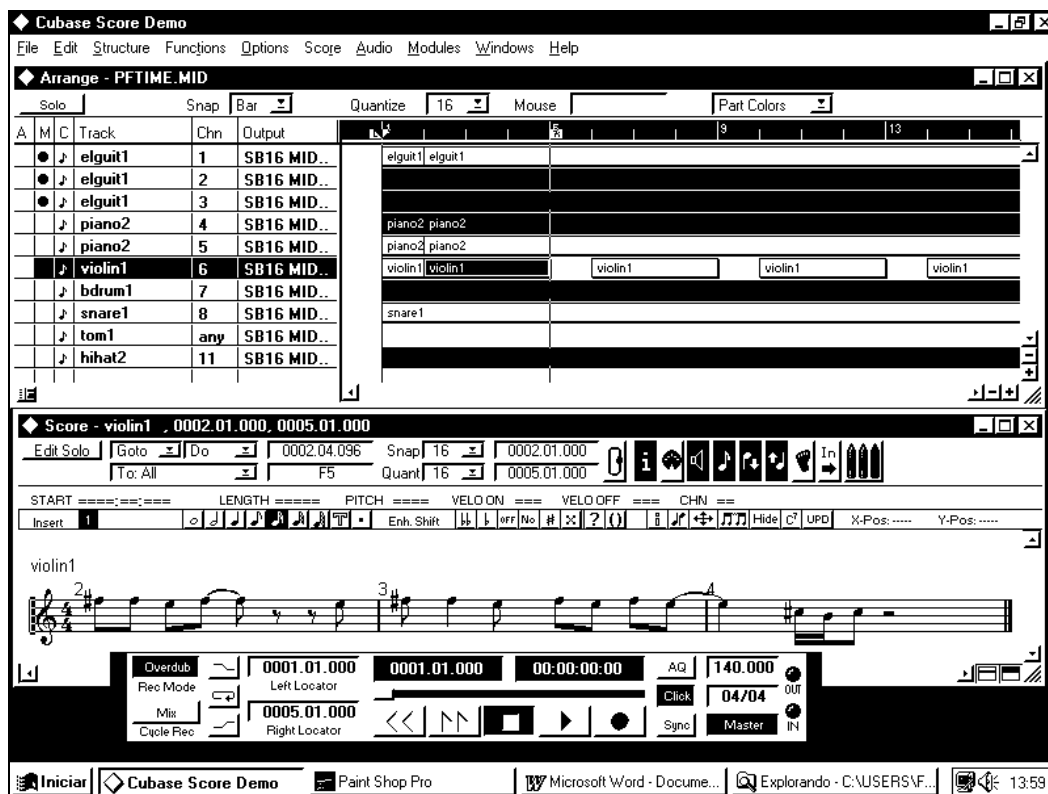 Cubase Score Demo
File Edit Structure Functions Options Score Audio Modules Windows Help
Arrange - PFTIME.MID
Solo Snap Bar Quantize 16 Mouse Part Colors
A M C Track Chn Output 1 5 9 13
elguit1 1 SB16 MID.. elguit1 elguit1
elguit1 2 SB16 MID..
elguit1 3 SB16 MID..
piano2 4 SB16 MID.. piano2 piano2
piano2 5 SB16 MID.. piano2 piano2
violin1 6 SB16 MID.. violin1 violin1 violin1 violin1 violin1
bdrum1 7 SB16 MID..
snare1 8 SB16 MID.. snare1
tom1 any SB16 MID..
hihat2 11 SB16 MID..
Score - violin1 , 0002.01.000, 0005.01.000
Edit Solo Goto Do 0002.04.096 Snap 16 0002.01.000 In
To: All F5 Quant 16 0005.01.000
START ====:==:=== LENGTH ===== PITCH ==== VELO ON === VELO OFF === CHN ==
Insert 1 T Enh. Shift OFF No # x ? () i Hide C7 UPD X-Pos: ----- Y-Pos: -----
violin1
2 3 4
4
4
Overdub 0001.01.000 0001.01.000 00:00:00:00 AQ 140.000
Rec Mode Left Locator Click 04/04 OUT
Mix 0005.01.000
Cycle Rec Right Locator Sync Master IN
Iniciar Cubase Score Demo Paint Shop Pro Microsoft Word - Docume... Explorando - C:\USERS\F... 13:59